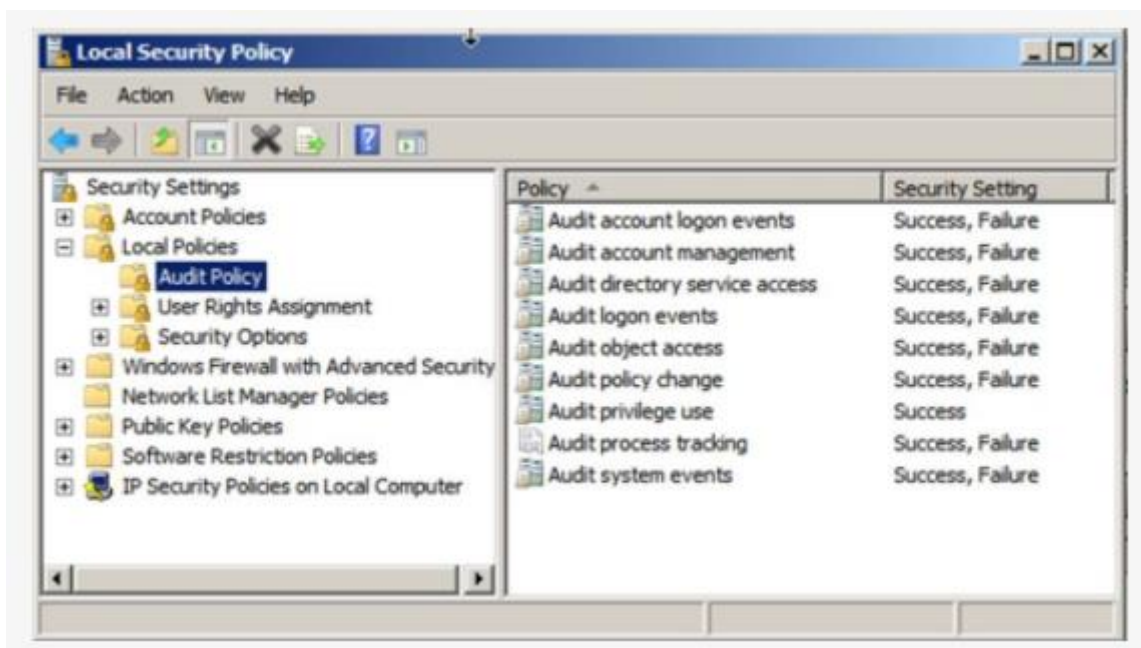 Local Security Policy
File Action View Help
Security Settings
Account Policies
Local Policies
Audit Policy
User Rights Assignment
Security Options
Windows Firewall with Advanced Security
Network List Manager Policies
Public Key Policies
Software Restriction Policies
IP Security Policies on Local Computer
Policy Security Setting
Audit account logon events Success, Failure
Audit account management Success, Failure
Audit directory service access Success, Failure
Audit logon events Success, Failure
Audit object access Success, Failure
Audit policy change Success, Failure
Audit privilege use Success
Audit process tracking Success, Failure
Audit system events Success, Failure